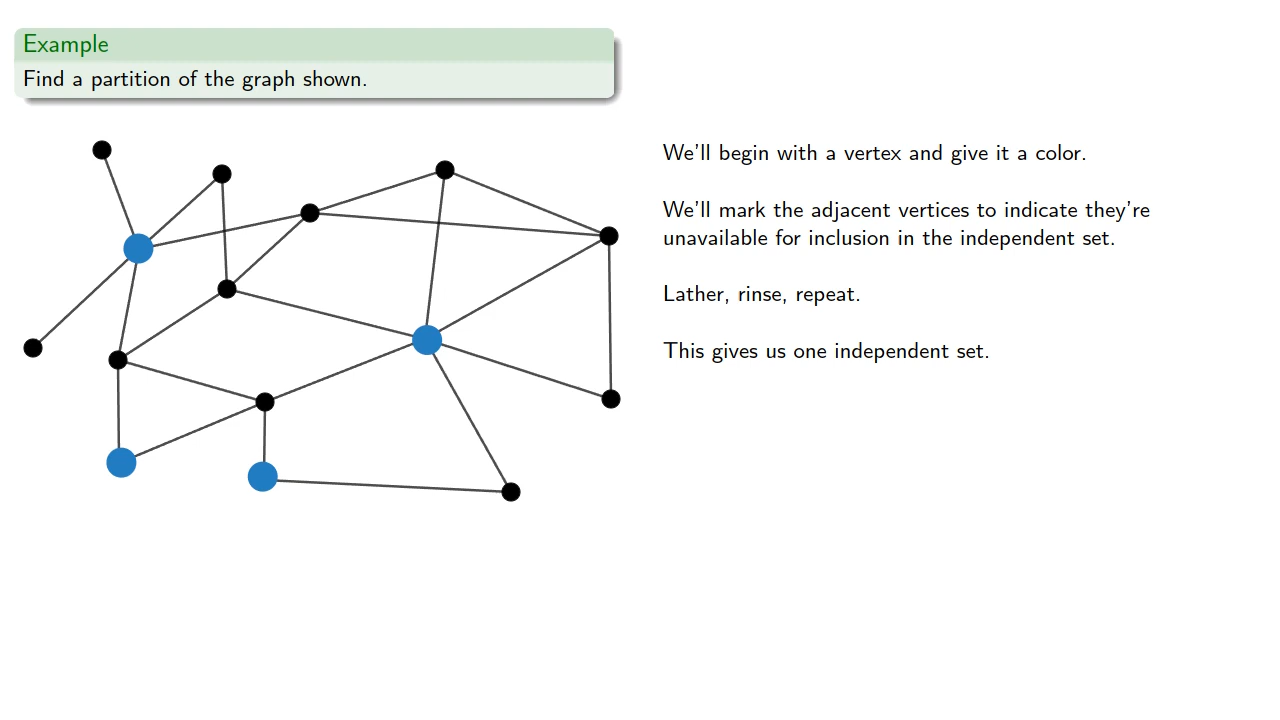 Example
Find a partition of the graph shown.
We'll begin with a vertex and give it a color.
We'll mark the adjacent vertices to indicate they're
unavailable for inclusion in the independent set.
Lather, rinse, repeat.
This gives us one independent set.